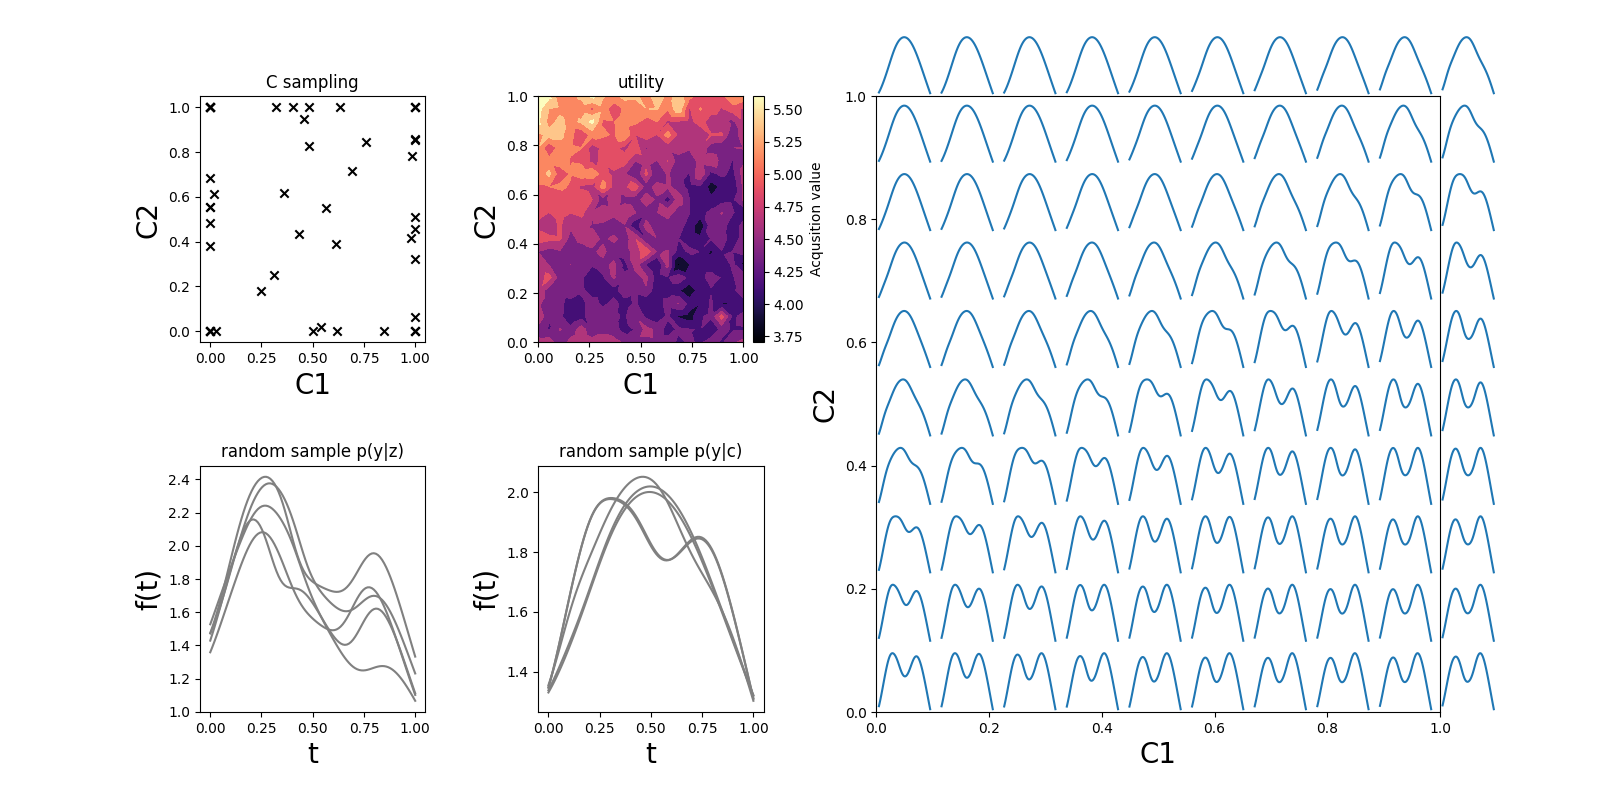 C sampling
1.0
0.8
0.6
0.4
0.2
0.0
C2
0.00 0.25 0.50 0.75 1.00
C1
utility
1.0
0.8
0.6
0.4
0.2
0.0
C2
0.00 0.25 0.50 0.75 1.00
C1
5.50
5.25
5.00
4.75
4.50
4.25
4.00
3.75
Acqusition value
random sample p(y|z)
2.4
2.2
2.0
1.8
1.6
1.4
1.2
1.0
f(t)
0.00 0.25 0.50 0.75 1.00
t
random sample p(y|c)
2.0
1.8
1.6
1.4
f(t)
0.00 0.25 0.50 0.75 1.00
t
1.0
0.8
0.6
0.4
0.2
0.0
C2
0.0 0.2 0.4 0.6 0.8 1.0
C1